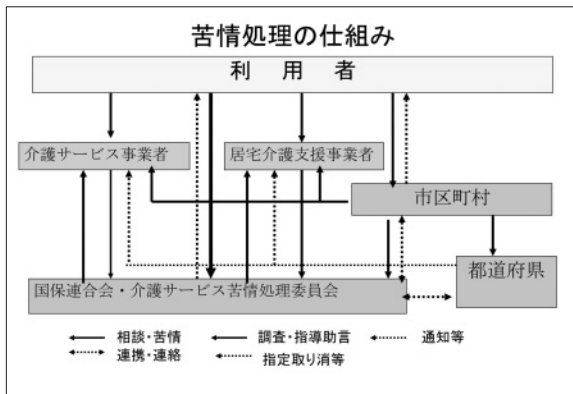 苦情処理の仕組み
利 用 者
介護サービス事業者
居宅介護支援事業者
市区町村
都道府県
国保連合会・介護サービス苦情処理委員会
相談・苦情
調査・指導助言
通知等
連携・連絡
指定取り消等